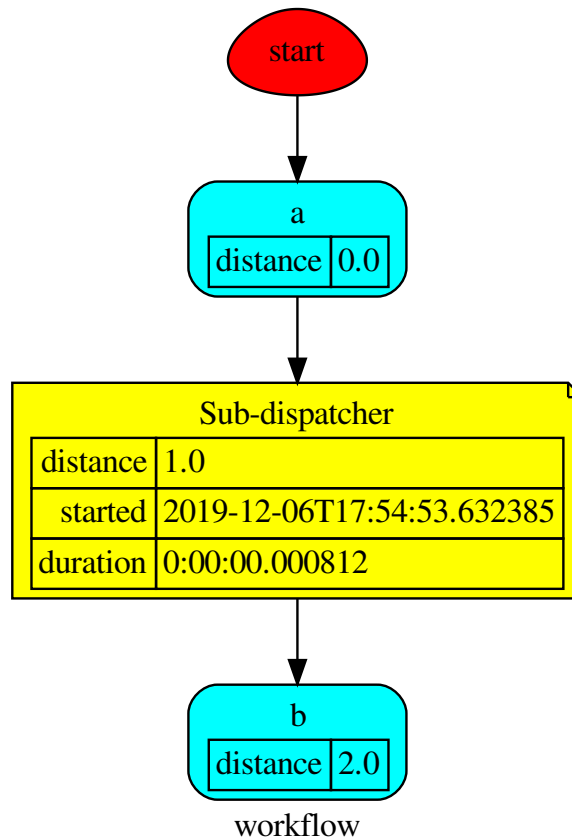 start
a
distance 0.0
Sub-dispatcher
distance 1.0
started 2019-12-06T17:54:53.632385
duration 0:00:00.000812
b
distance 2.0
workflow